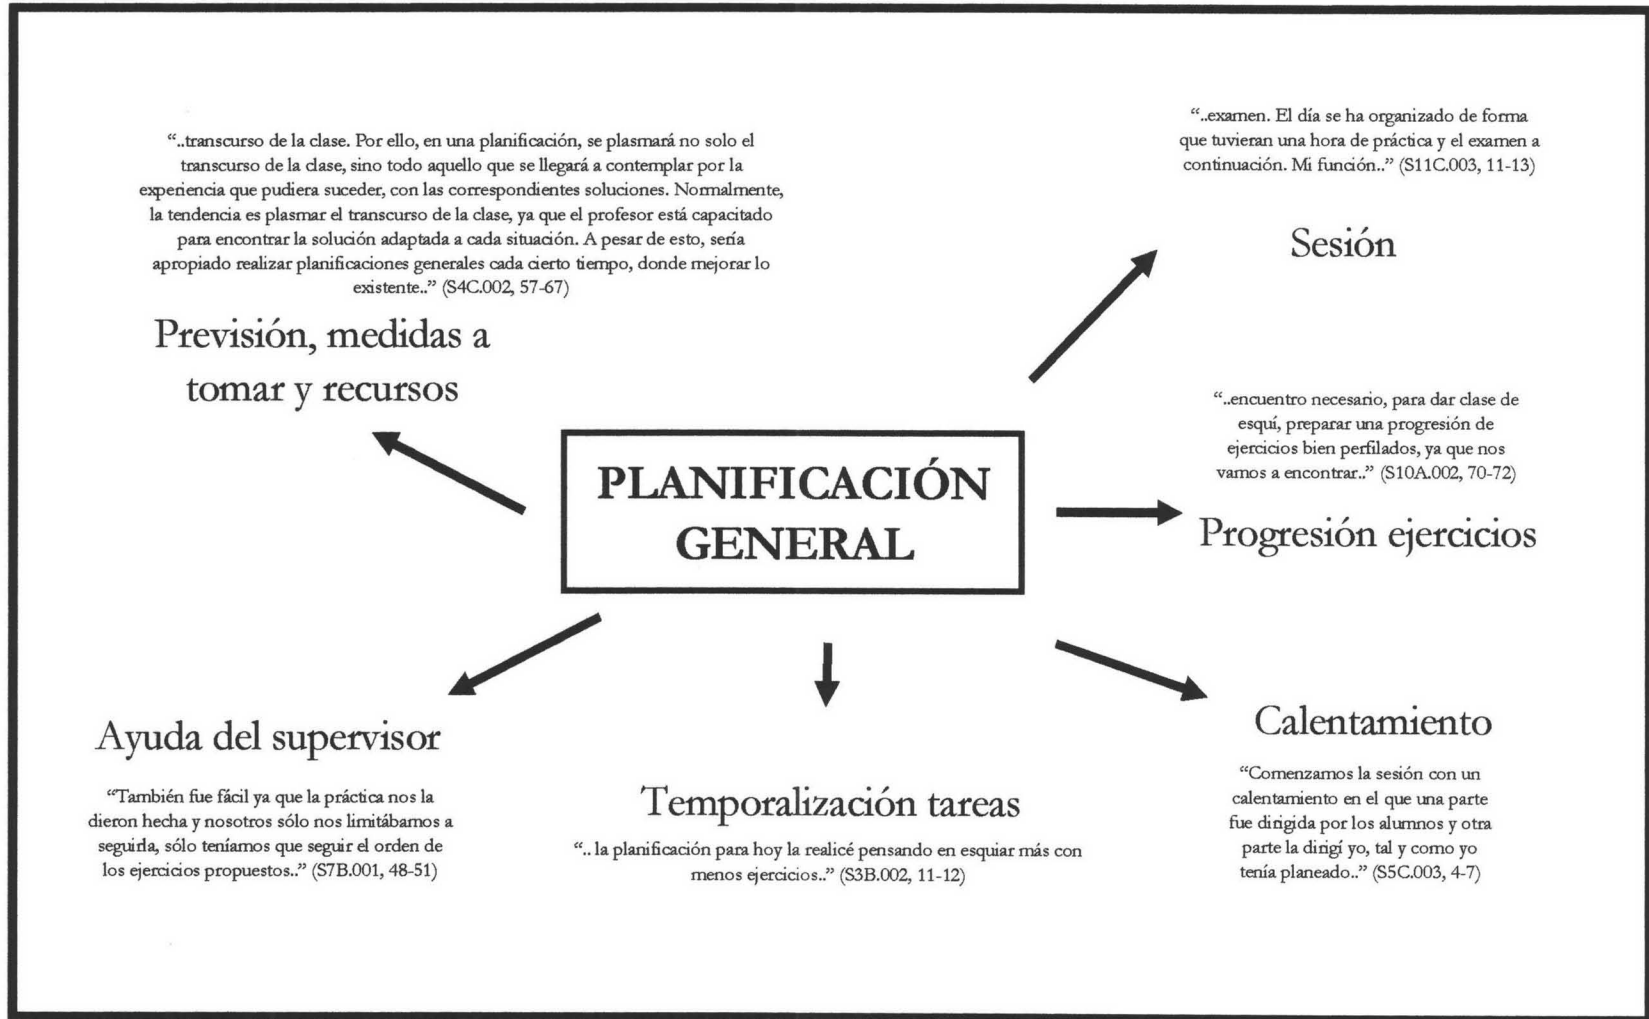 “..transcurso de la clase. Por ello, en una planificación, se plasmará no solo el
transcurso de la clase, sino todo aquello que se llegará a contemplar por la
experiencia que pudiera suceder, con las correspondientes soluciones. Normalmente,
la tendencia es plasmar el transcurso de la clase, ya que el profesor está capacitado
para encontrar la solución adaptada a cada situación. A pesar de esto, sería
apropiado realizar planificaciones generales cada cierto tiempo, donde mejorar lo
existente..” (S4C.002, 57-67)
Previsión, medidas a
tomar y recursos
“..examen. El día se ha organizado de forma
que tuvieran una hora de práctica y el examen a
continuación. Mi función..” (S11C.003, 11-13)
Sesión
“..encuentro necesario, para dar clase de
esquí, preparar una progresión de
ejercicios bien perfilados, ya que nos
vamos a encontrar..” (S10A.002, 70-72)
Progresión ejercicios
PLANIFICACIÓN
GENERAL
Ayuda del supervisor
“También fue fácil ya que la práctica nos la
dieron hecha y nosotros sólo nos limitábamos a
seguirla, sólo teníamos que seguir el orden de
los ejercicios propuestos..” (S7B.001, 48-51)
Temporalización tareas
“.. la planificación para hoy la realicé pensando en esquiar más con
menos ejercicios..” (S3B.002, 11-12)
Calentamiento
“Comenzamos la sesión con un
calentamiento en el que una parte
fue dirigida por los alumnos y otra
parte la dirigí yo, tal y como yo
tenía planeado..” (S5C.003, 4-7)